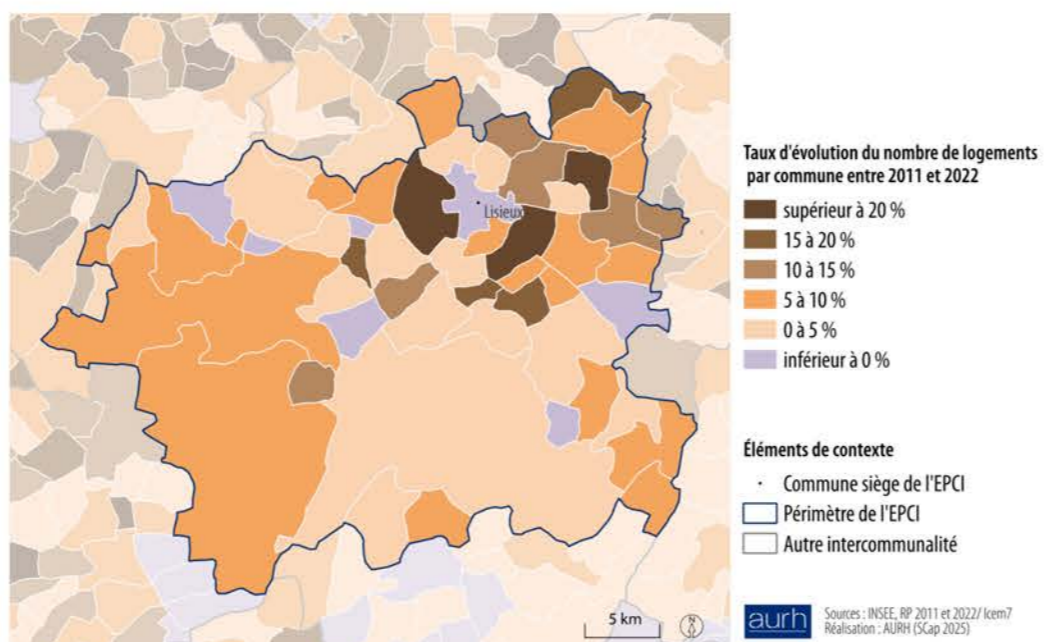 Lisieux
Taux d'évolution du nombre de logements
par commune entre 2011 et 2022
supérieur à 20 %
15 à 20 %
10 à 15 %
5 à 10 %
0 à 5 %
inférieur à 0 %
Éléments de contexte
Commune siège de l'EPCI
Périmètre de l'EPCI
Autre intercommunalité
5 km
N
aurh
Sources : INSEE, RP 2011 et 2022/ lcem7
Réalisation : AURH (SCap 2025)